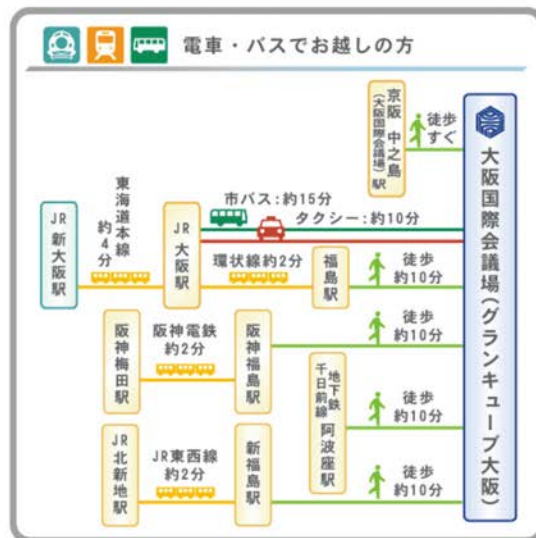 電車・バスでお越しの方
京阪 中之島
(大阪国際会議場)駅
徒歩
すぐ
大阪国際会議場(グランキューブ大阪)
市バス:約15分
タクシー:約10分
JR 新大阪駅
東海道本線
約4分
JR 大阪駅
環状線約2分
福島駅
徒歩
約10分
阪神梅田駅
阪神電鉄
約2分
阪神福島駅
徒歩
約10分
地下鉄
千日前線
阿波座駅
徒歩
約10分
JR 北新地駅
JR東西線
約2分
新福島駅
徒歩
約10分